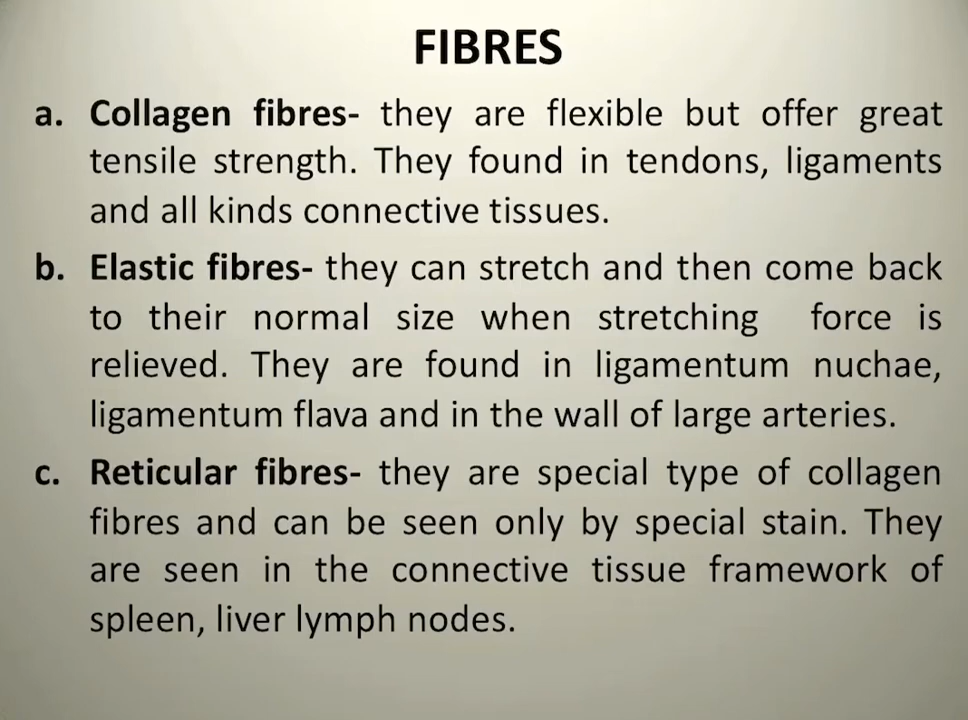 FIBRES
a. Collagen fibres- they are flexible but offer great
tensile strength. They found in tendons, ligaments
and all kinds connective tissues.
b. Elastic fibres- they can stretch and then come back
to their normal size when stretching force is
relieved. They are found in ligamentum nuchae,
ligamentum flava and in the wall of large arteries.
c. Reticular fibres- they are special type of collagen
fibres and can be seen only by special stain. They
are seen in the connective tissue framework of
spleen, liver lymph nodes.